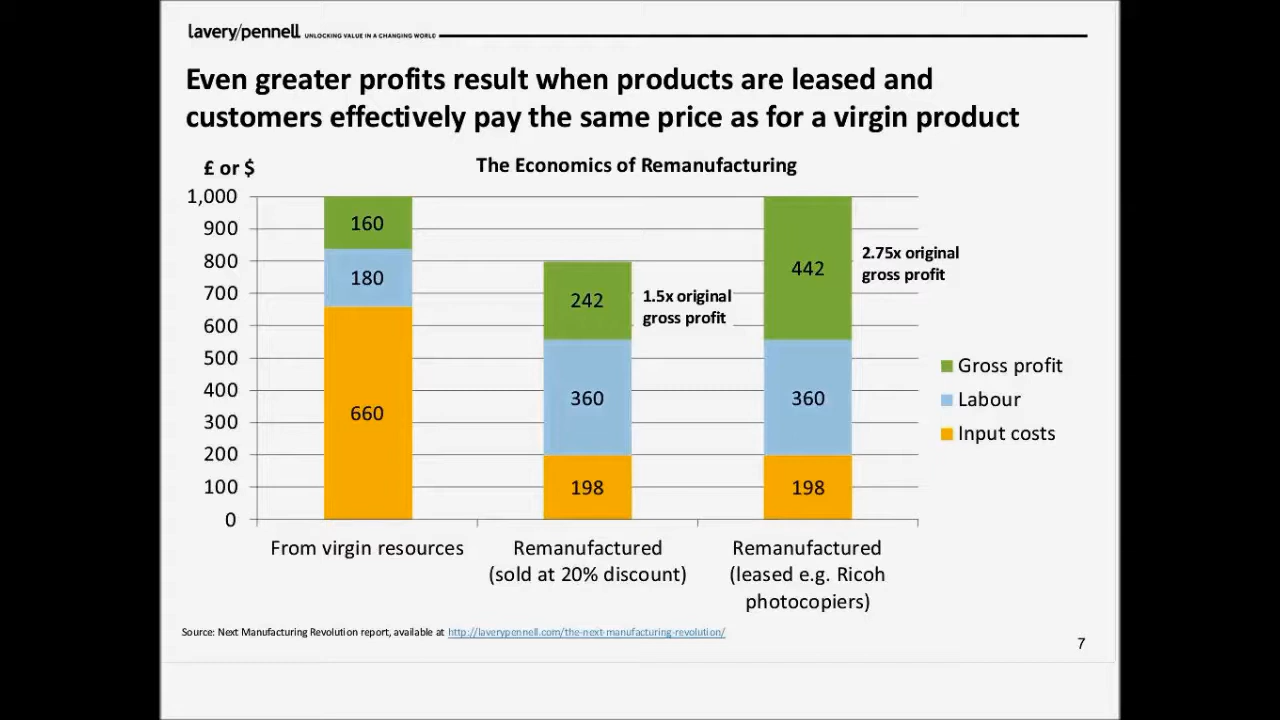 lavery/pennell UNLOCKING VALUE IN A CHANGING WORLD
Even greater profits result when products are leased and
customers effectively pay the same price as for a virgin product
£ or $
The Economics of Remanufacturing
1,000
900
800
700
600
500
400
300
200
100
0
160
180
660
242
360
198
1.5x original
gross profit
442
360
198
2.75x original
gross profit
Gross profit
Labour
Input costs
From virgin resources
Remanufactured
(sold at 20% discount)
Remanufactured
(leased e.g. Ricoh
photocopiers)
Source: Next Manufacturing Revolution report, available at http://laverypennell.com/the-next-manufacturing-revolution/
7